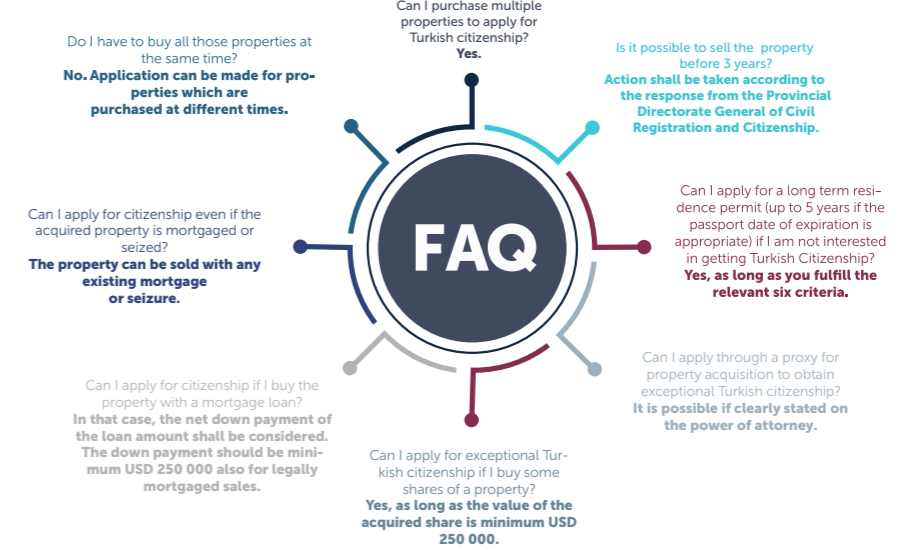 Can I purchase multiple
properties to apply for
Turkish citizenship?
Yes.
Is it possible to sell the property
before 3 years?
Action shall be taken according to
the response from the Provincial
Directorate General of Civil
Registration and Citizenship.
Can I apply for a long term resi-
dence permit (up to 5 years if the
passport date of expiration is
appropriate) if I am not interested
in getting Turkish Citizenship?
Yes, as long as you fulfill the
relevant six criteria.
Can I apply through a proxy for
property acquisition to obtain
exceptional Turkish citizenship?
It is possible if clearly stated on
the power of attorney.
Can I apply for exceptional Tur-
kish citizenship if I buy some
shares of a property?
Yes, as long as the value of the
acquired share is minimum USD
250 000.
Can I apply for citizenship if I buy the
property with a mortgage loan?
In that case, the net down payment of
the loan amount shall be considered.
The down payment should be mini-
mum USD 250 000 also for legally
mortgaged sales.
Can I apply for citizenship even if the
acquired property is mortgaged or
seized?
The property can be sold with any
existing mortgage
or seizure.
Do I have to buy all those properties at
the same time?
No. Application can be made for pro-
perties which are
purchased at different times.
FAQ